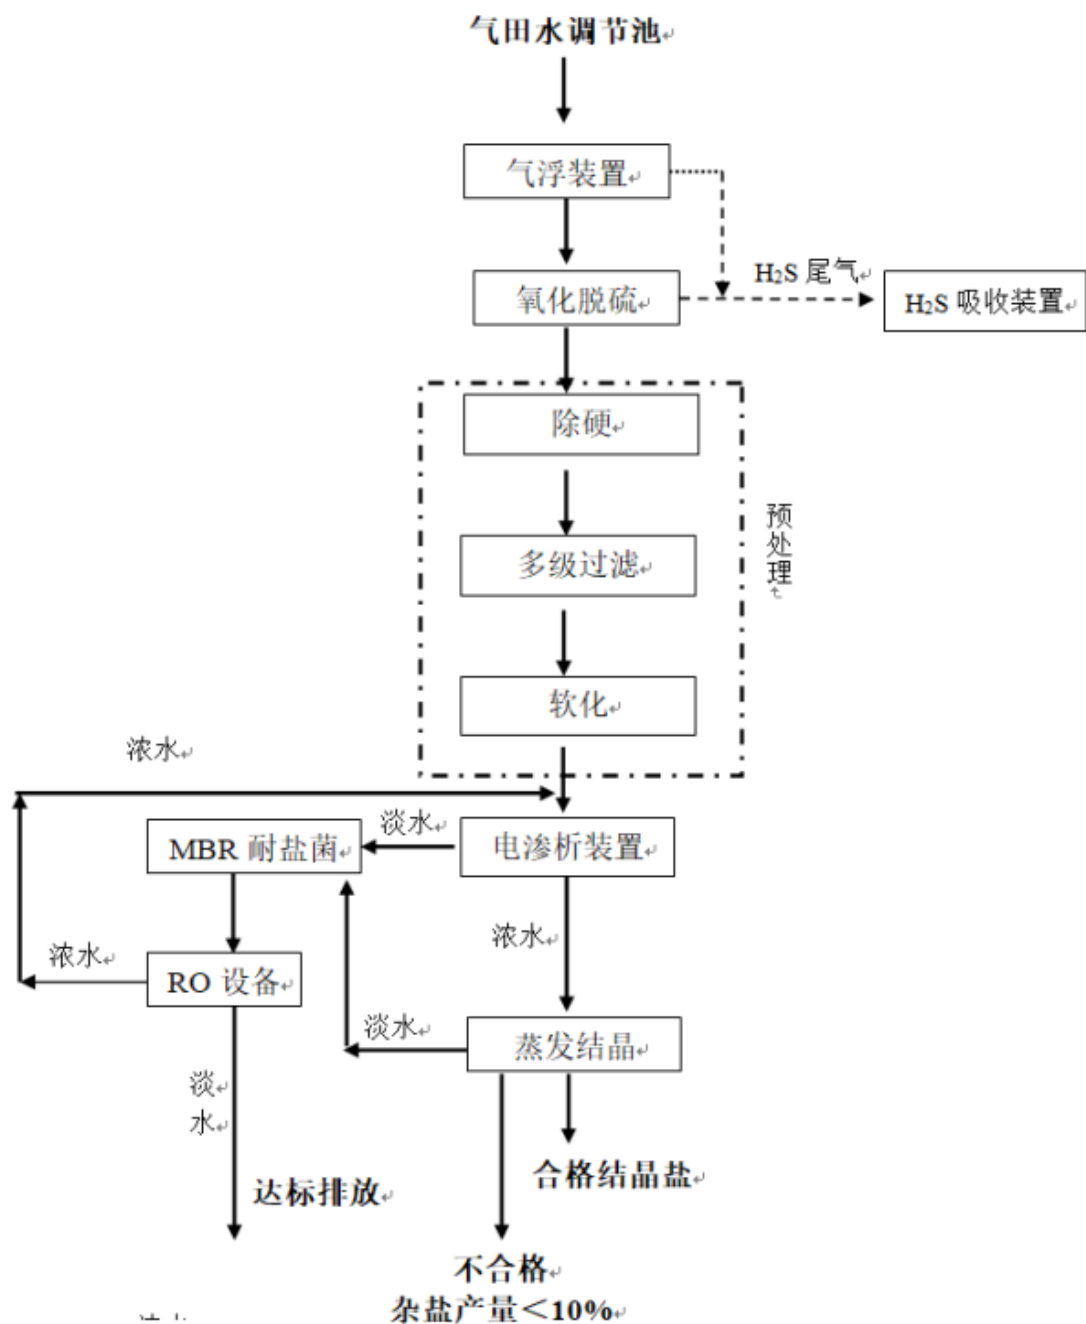 气田水调节池
气浮装置
H₂S 尾气
氧化脱硫
H₂S 吸收装置
除硬
预处理
多级过滤
软化
浓水
淡水
MBR 耐盐菌
电渗析装置
浓水
浓水
RO 设备
淡水
蒸发结晶
淡
水
合格结晶盐
达标排放
不合格
杂盐产量＜10%